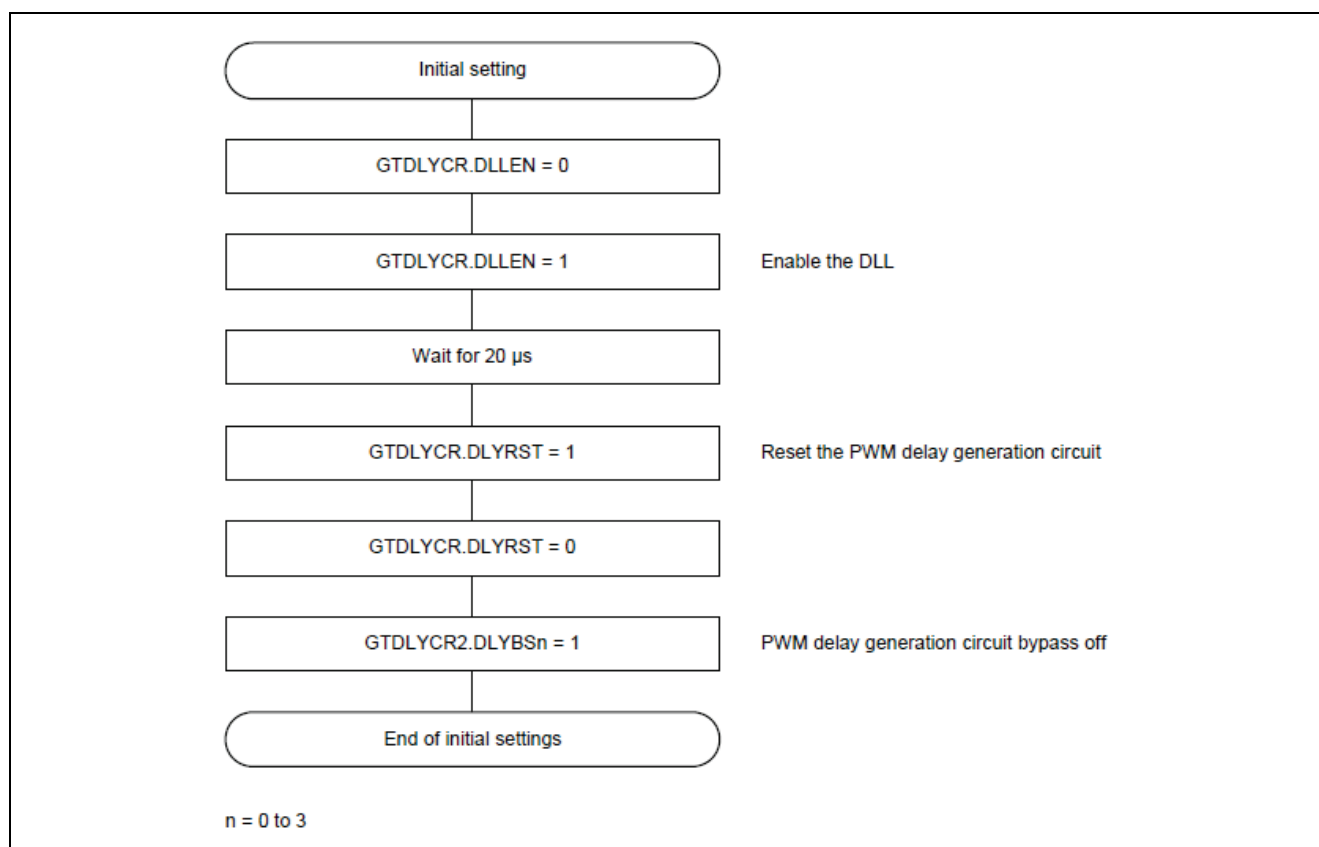 Initial setting
GTDLYCR.DLLEN = 0
GTDLYCR.DLLEN = 1
Enable the DLL
Wait for 20 µs
GTDLYCR.DLYRST = 1
Reset the PWM delay generation circuit
GTDLYCR.DLYRST = 0
GTDLYCR2.DLYBSn = 1
PWM delay generation circuit bypass off
End of initial settings
n = 0 to 3